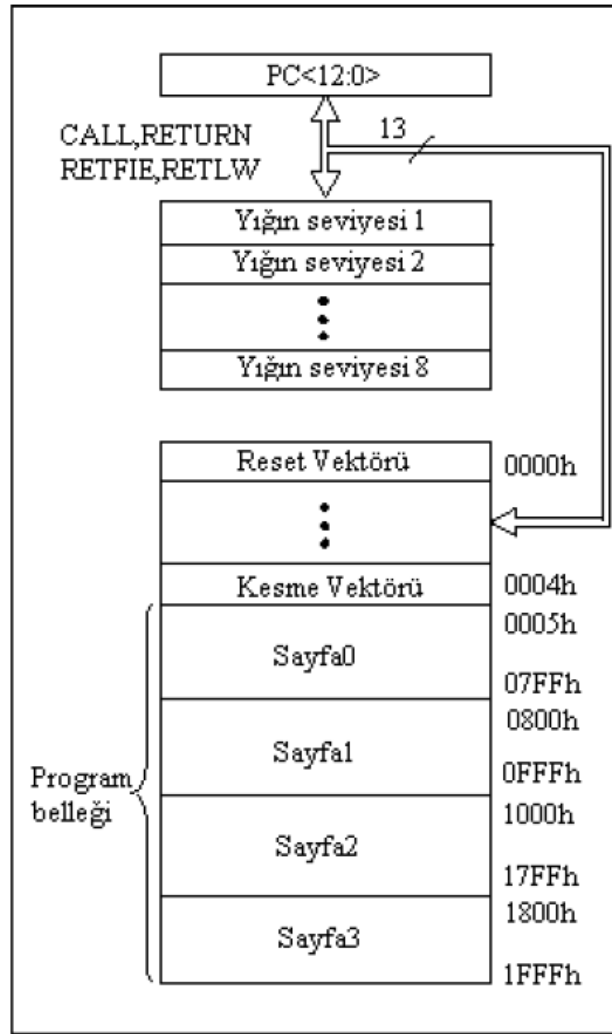 PC<12:0>
CALL,RETURN
RETFIE,RETLW
13
Yığın seviyesi 1
Yığın seviyesi 2
Yığın seviyesi 8
Reset Vektörü
0000h
Kesme Vektörü
0004h
0005h
Sayfa0
07FFh
0800h
Sayfa1
0FFFh
Program
belleği
1000h
Sayfa2
17FFh
1800h
Sayfa3
1FFFh